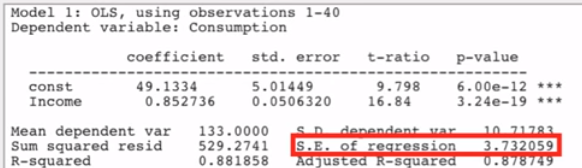 Model 1: OLS, using observations 1-40
Dependent variable: Consumption
coefficient std. error t-ratio p-value
const 49.1334 5.01449 9.798 6.00e-12 ***
Income 0.852736 0.0506320 16.84 3.24e-19 ***
Mean dependent var 133.0000 S.D. dependent var 10.71783
Sum squared resid 529.2741 S.E. of regression 3.732059
R-squared 0.881858 Adjusted R-squared 0.878749